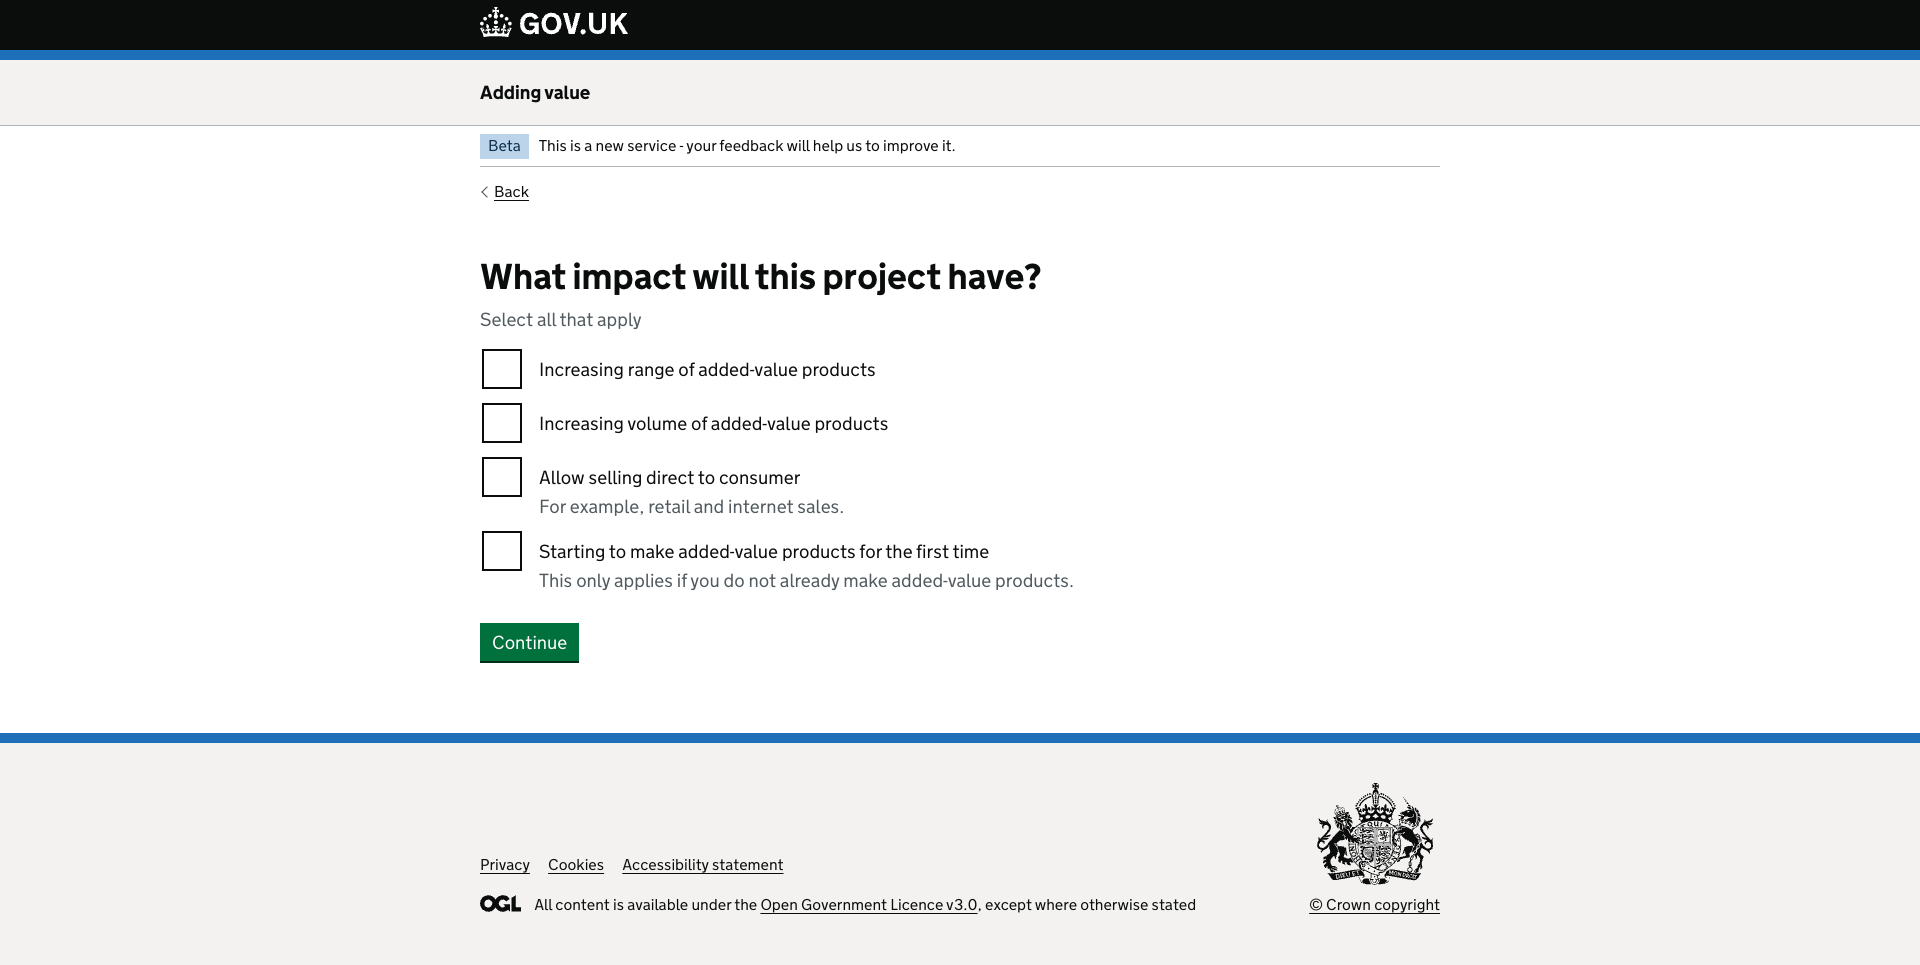 GOV.UK
Adding value
Beta This is a new service - your feedback will help us to improve it.
Back
What impact will this project have?
Select all that apply
Increasing range of added-value products
Increasing volume of added-value products
Allow selling direct to consumer
For example, retail and internet sales.
Starting to make added-value products for the first time
This only applies if you do not already make added-value products.
Continue
Privacy Cookies Accessibility statement
OGL All content is available under the Open Government Licence v3.0, except where otherwise stated
© Crown copyright